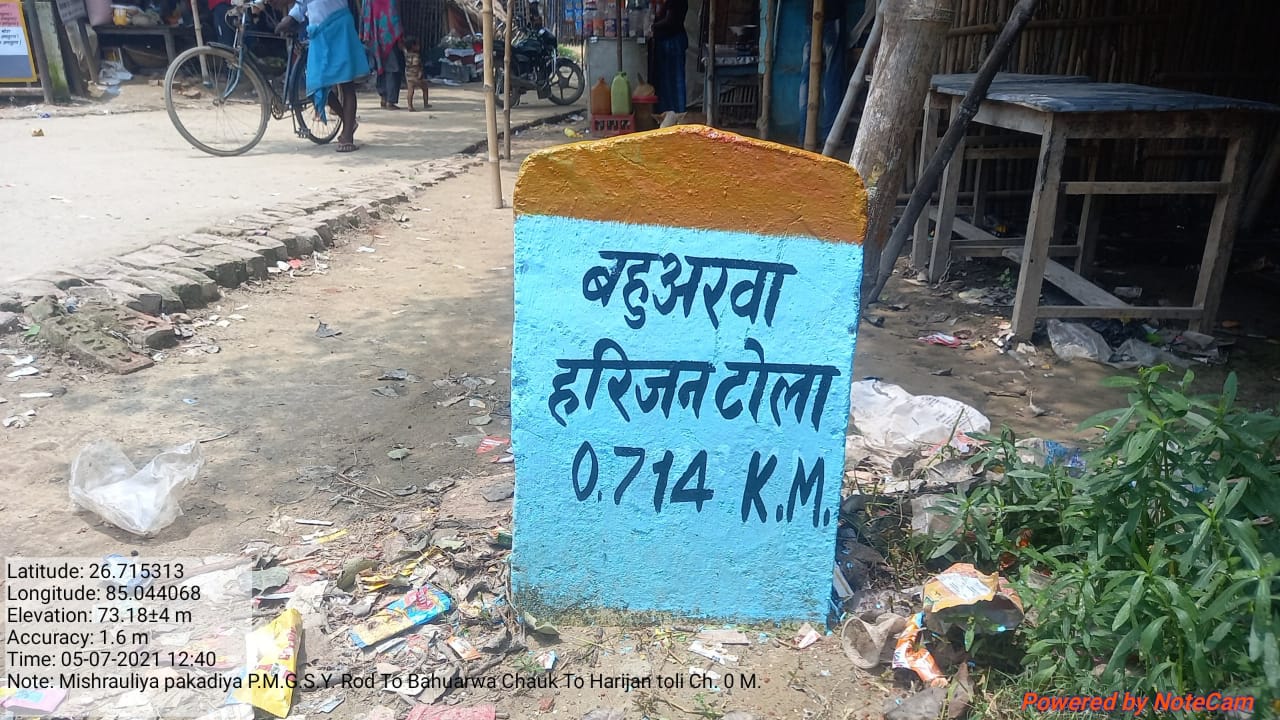 बहुअरवा
हरिजन टोला
0.714 K.M.
Latitude: 26.715313
Longitude: 85.044068
Elevation: 73.18±4 m
Accuracy: 1.6 m
Time: 05-07-2021 12:40
Note: Mishrauliya pakadiya P.M.G.S.Y. Rod To Bahuarwa Chauk To Harijan toli Ch. 0 M.
Powered by NoteCam